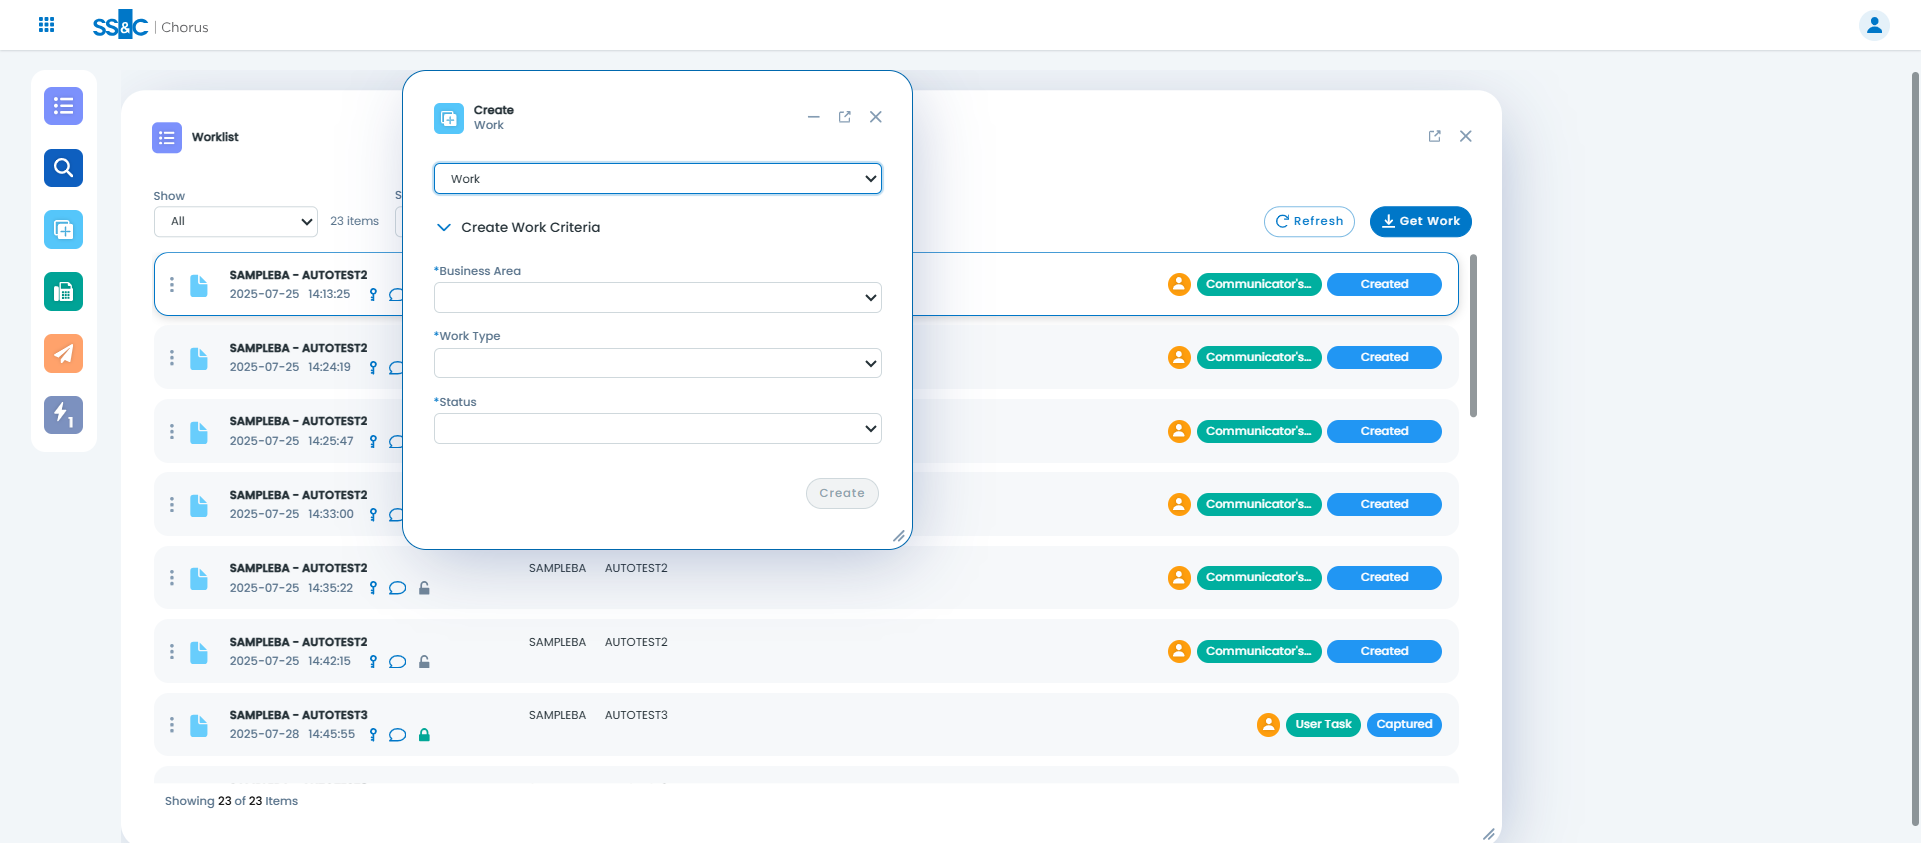 SS&C | Chorus
Create
Work
Worklist
Work
Show
S
All
23 items
Refresh
Get Work
Create Work Criteria
*Business Area
*Work Type
*Status
Create
SAMPLEBA - AUTOTEST2
2025-07-25 14:13:25
Communicator's...
Created
SAMPLEBA - AUTOTEST2
2025-07-25 14:24:19
Communicator's...
Created
SAMPLEBA - AUTOTEST2
2025-07-25 14:25:47
Communicator's...
Created
SAMPLEBA - AUTOTEST2
2025-07-25 14:33:00
Communicator's...
Created
SAMPLEBA - AUTOTEST2
2025-07-25 14:35:22
SAMPLEBA AUTOTEST2
Communicator's...
Created
SAMPLEBA - AUTOTEST2
2025-07-25 14:42:15
SAMPLEBA AUTOTEST2
Communicator's...
Created
SAMPLEBA - AUTOTEST3
2025-07-28 14:45:55
SAMPLEBA AUTOTEST3
User Task
Captured
Showing 23 of 23 Items
1